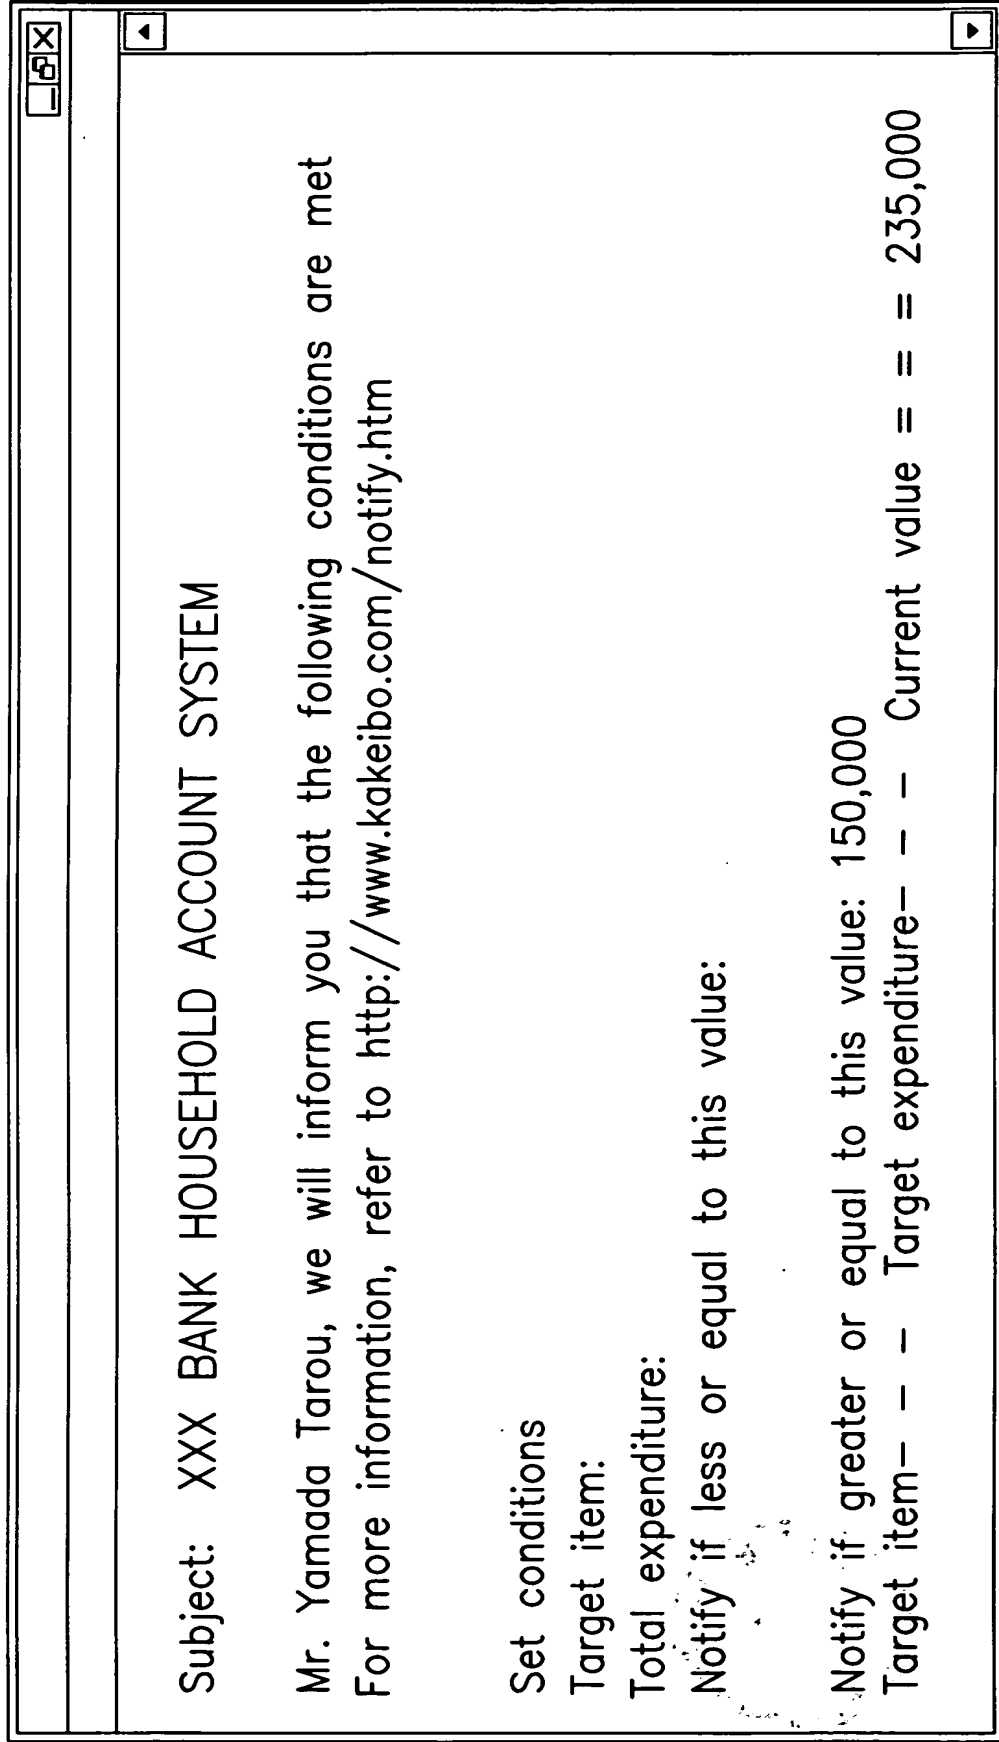 Subject: XXX BANK HOUSEHOLD ACCOUNT SYSTEM
Mr. Yamada Tarou, we will inform you that the following conditions are met
For more information, refer to http://www.kakeibo.com/notify.htm
Set conditions
Target item:
Total expenditure:
Notify if less or equal to this value:
Notify if greater or equal to this value: 150,000
Target item- - - Target expenditure- - - Current value = = = 235,000